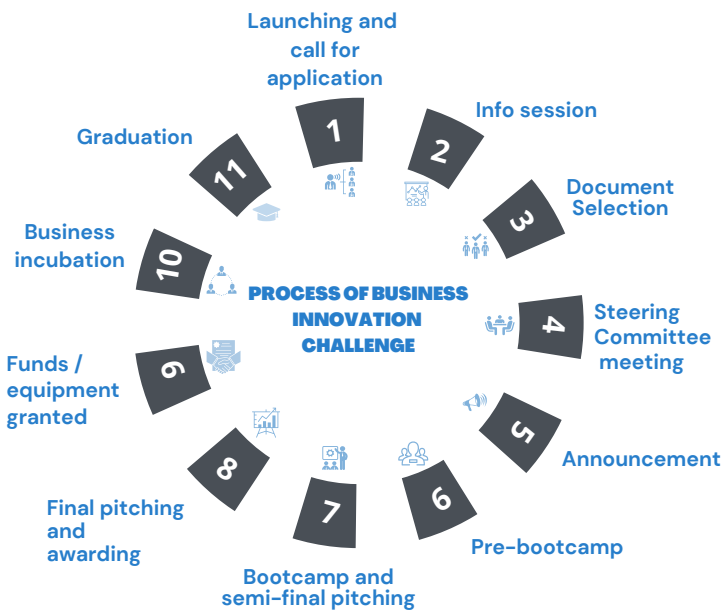 PROCESS OF BUSINESS
INNOVATION
CHALLENGE
1
Launching and
call for
application
2
Info session
3
Document
Selection
4
Steering
Committee
meeting
5
Announcement
6
Pre-bootcamp
7
Bootcamp and
semi-final pitching
8
Final pitching
and
awarding
9
Funds /
equipment
granted
10
Business
incubation
11
Graduation